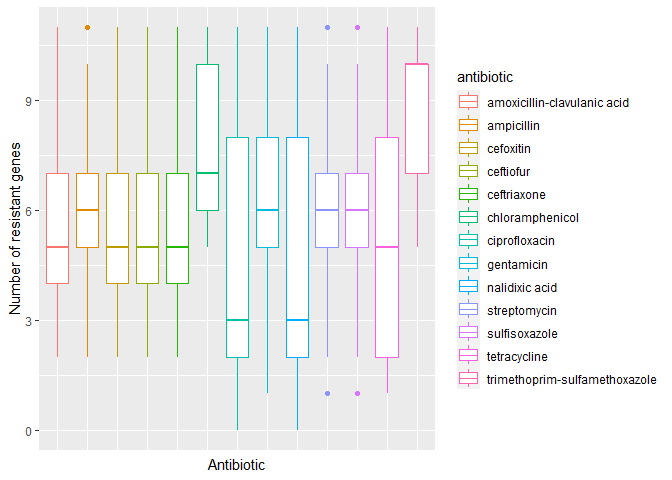 Number of resistant genes
9
6
3
0
Antibiotic
antibiotic
amoxicillin-clavulanic acid
ampicillin
cefoxitin
ceftiofur
ceftriaxone
chloramphenicol
ciprofloxacin
gentamicin
nalidixic acid
streptomycin
sulfisoxazole
tetracycline
trimethoprim-sulfamethoxazole